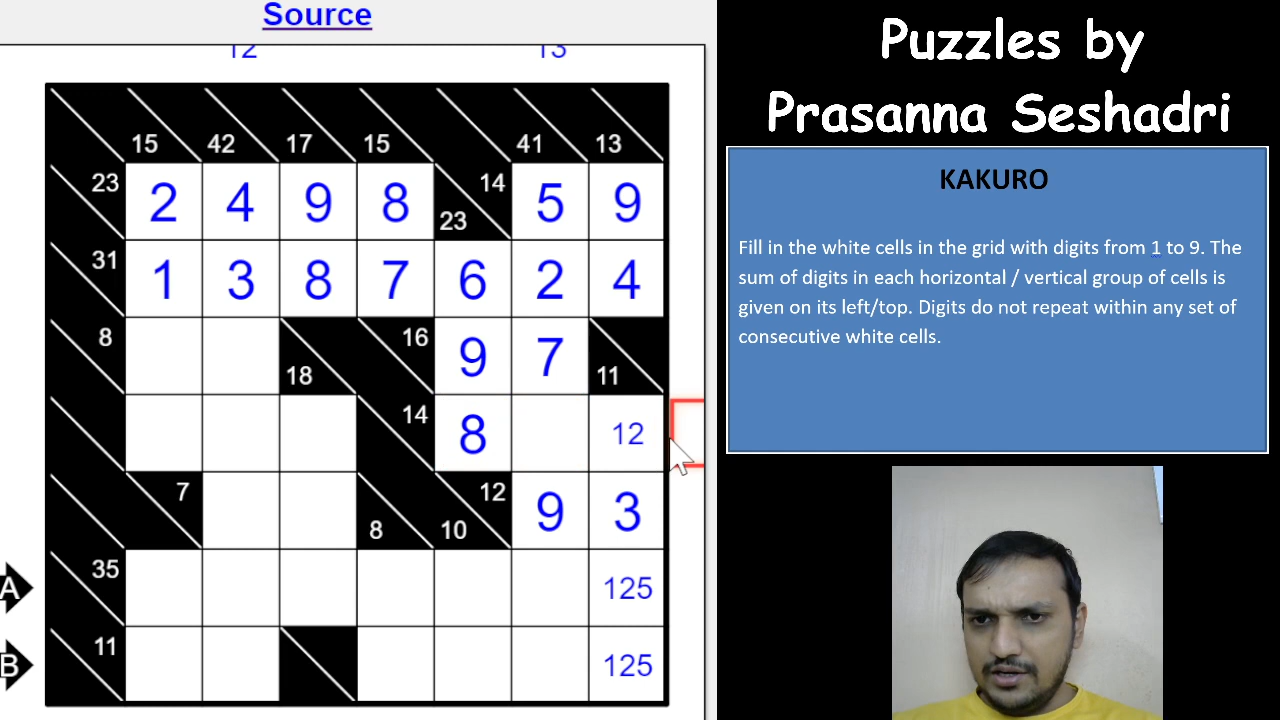 Source
12 13
15 42 17 15 41 13
23 2 4 9 8 14 23 5 9
31 1 3 8 7 6 2 4
8 18 16 9 7 11
14 8 12
7 8 12 10 9 3
A 35 125
B 11 125
Puzzles by
Prasanna Seshadri
KAKURO
Fill in the white cells in the grid with digits from 1 to 9. The
sum of digits in each horizontal / vertical group of cells is
given on its left/top. Digits do not repeat within any set of
consecutive white cells.